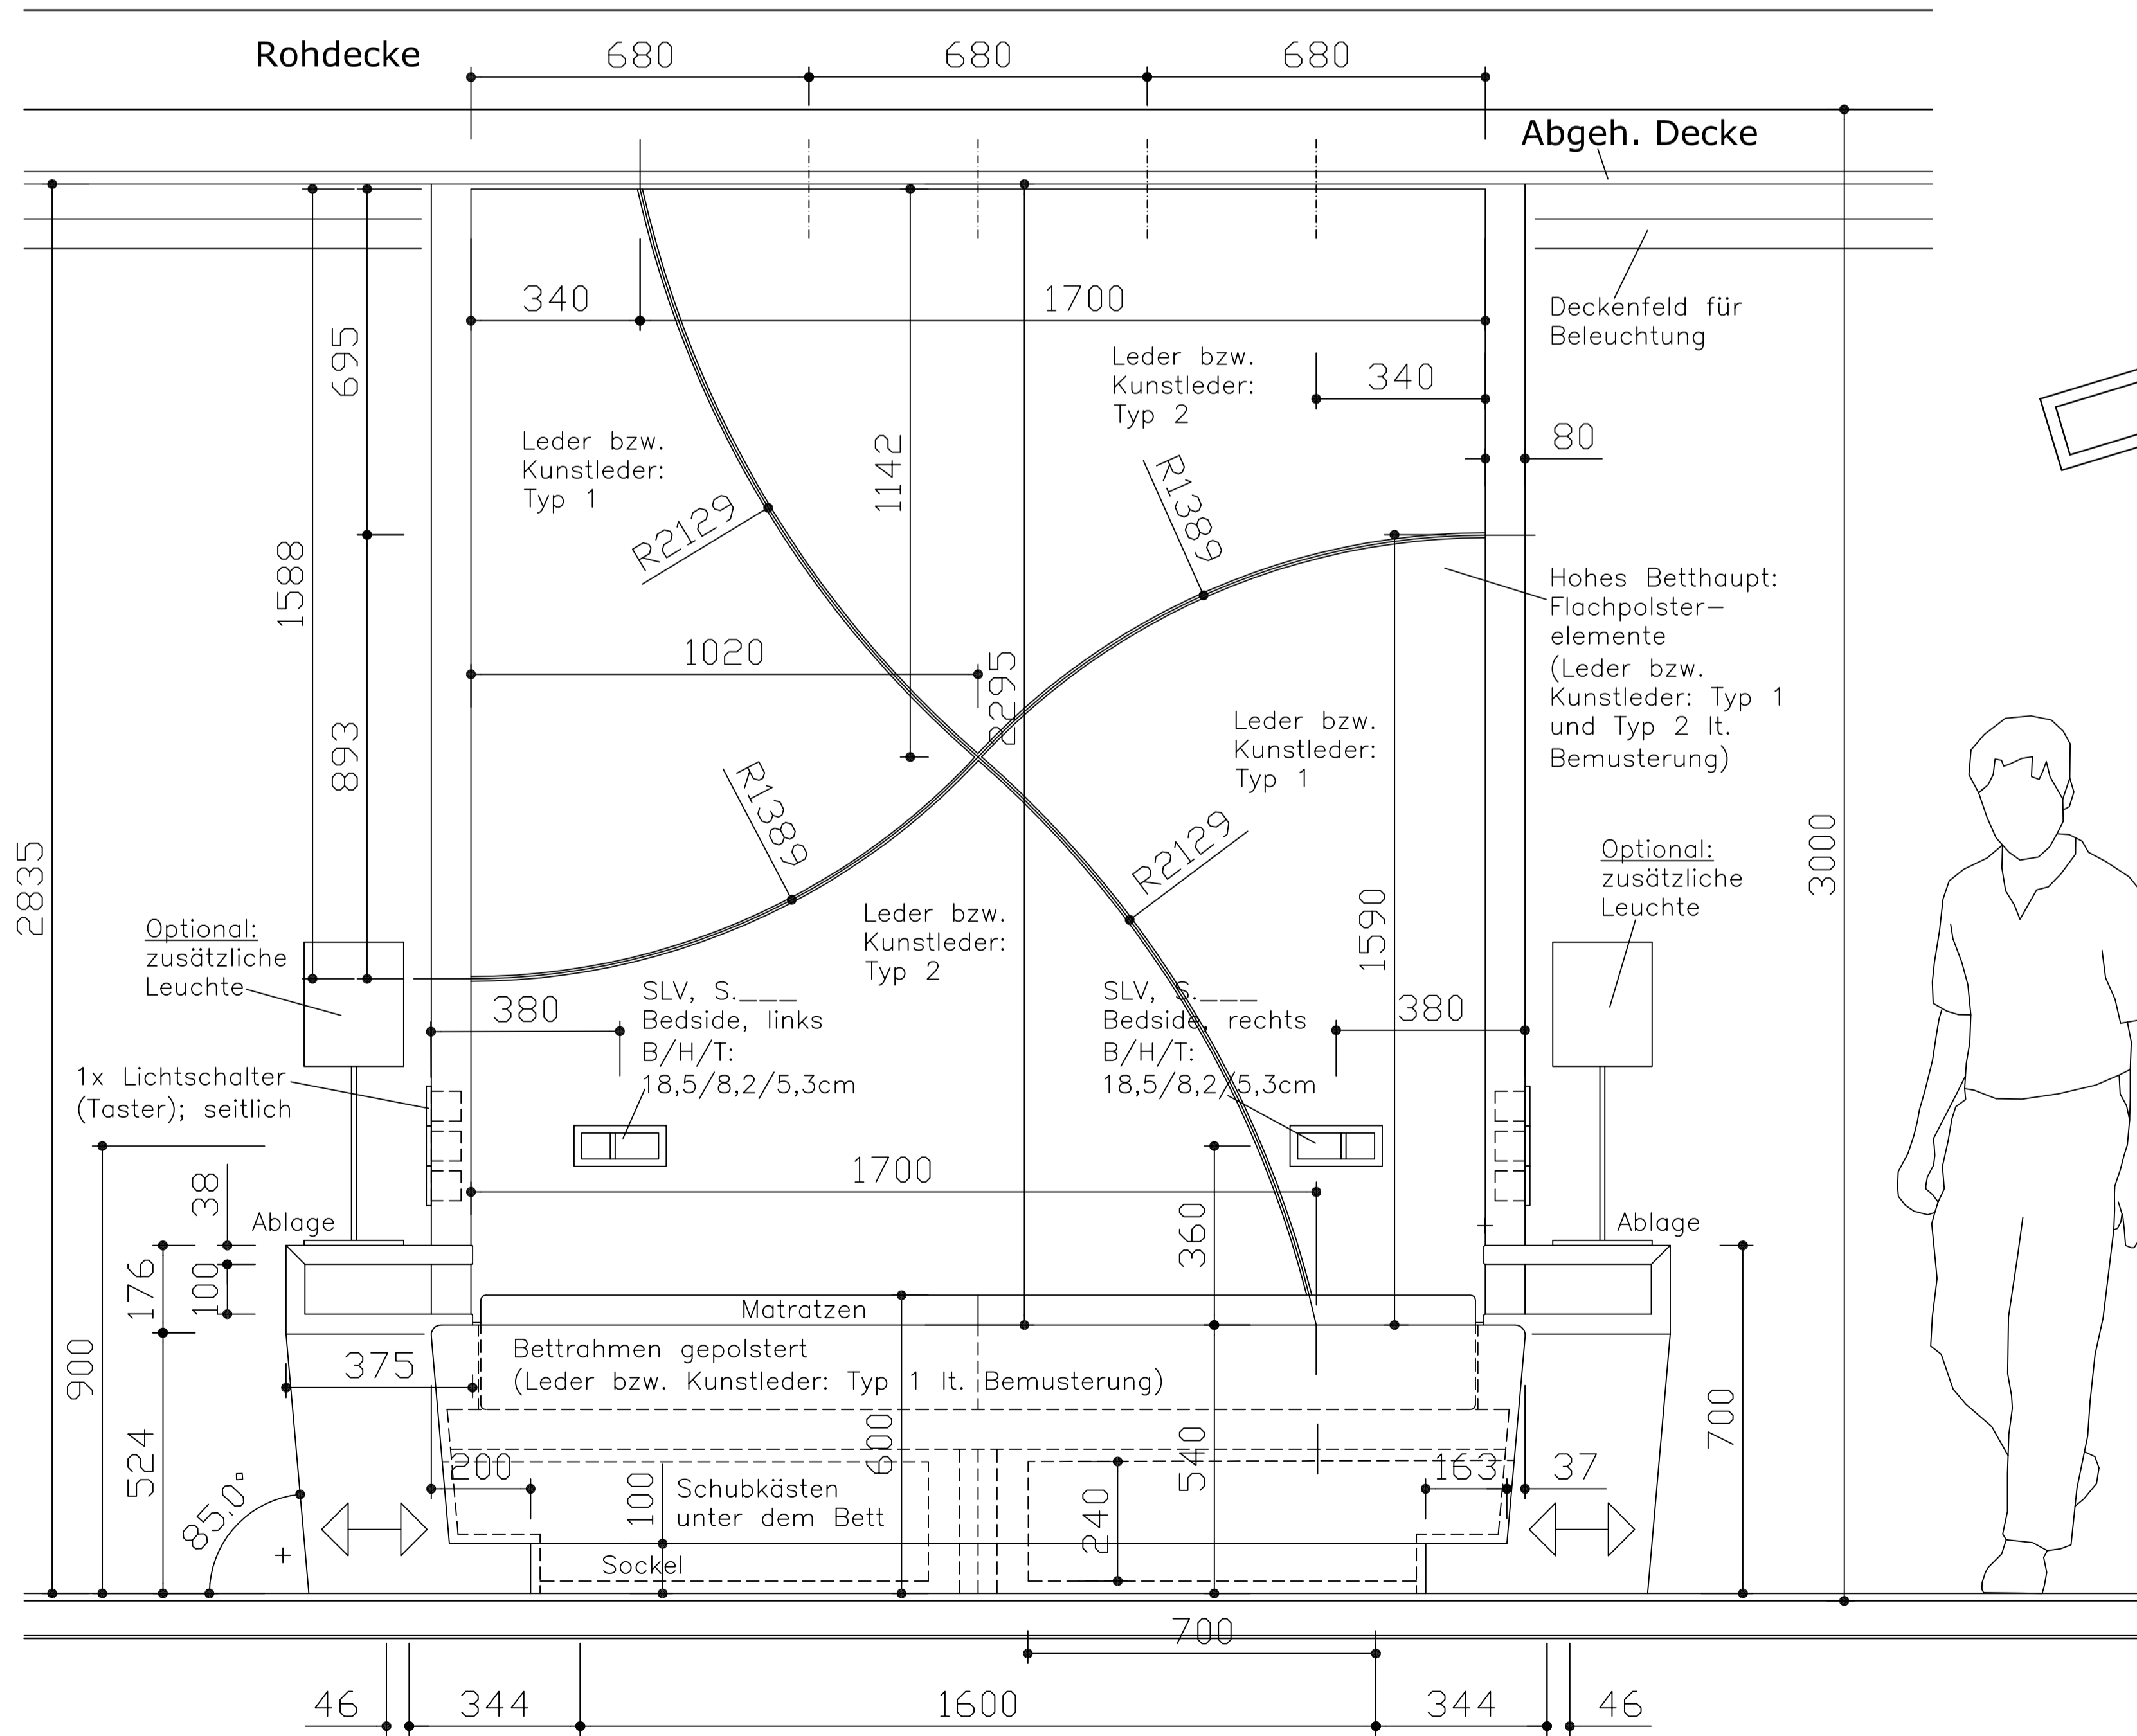 Rohdecke
680
680
680
Abgeh. Decke
340
1700
Deckenfeld für
Beleuchtung
695
Leder bzw.
Kunstleder:
Typ 2
340
80
Leder bzw.
Kunstleder:
Typ 1
1142
R2129
R1389
1588
Hohes Betthaupt:
Flachpolster—
elemente
(Leder bzw.
Kunstleder: Typ 1
und Typ 2 lt.
Bemusterung)
1020
2295
893
Leder bzw.
Kunstleder:
Typ 1
R1389
R2129
2835
3000
Optional:
zusätzliche
Leuchte
Optional:
zusätzliche
Leuchte
Leder bzw.
Kunstleder:
Typ 2
1590
380
SLV, S.___
Bedside, links
B/H/T:
18,5/8,2/5,3cm
SLV, S.___
Bedside, rechts
B/H/T:
18,5/8,2/5,3cm
380
1x Lichtschalter
(Taster); seitlich
1700
38
Ablage
360
Ablage
176
100
Matratzen
900
375
Bettrahmen gepolstert
(Leder bzw. Kunstleder: Typ 1 lt. Bemusterung)
700
524
600
540
200
163
37
85,0°
100
Schubkästen
unter dem Bett
240
Sockel
700
46
344
1600
344
46